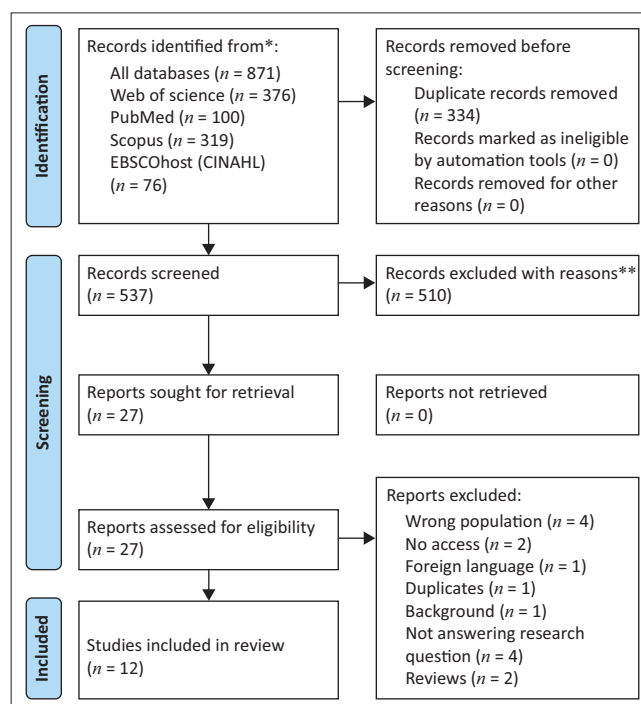 Identification
Records identified from*:
All databases (n = 871)
Web of science (n = 376)
PubMed (n = 100)
Scopus (n = 319)
EBSCOhost (CINAHL)
(n = 76)
Records removed before
screening:
Duplicate records removed
(n = 334)
Records marked as ineligible
by automation tools (n = 0)
Records removed for other
reasons (n = 0)
Screening
Records screened
(n = 537)
Records excluded with reasons**
(n = 510)
Reports sought for retrieval
(n = 27)
Reports not retrieved
(n = 0)
Reports assessed for eligibility
(n = 27)
Reports excluded:
Wrong population (n = 4)
No access (n = 2)
Foreign language (n = 1)
Duplicates (n = 1)
Background (n = 1)
Not answering research
question (n = 4)
Reviews (n = 2)
Included
Studies included in review
(n = 12)